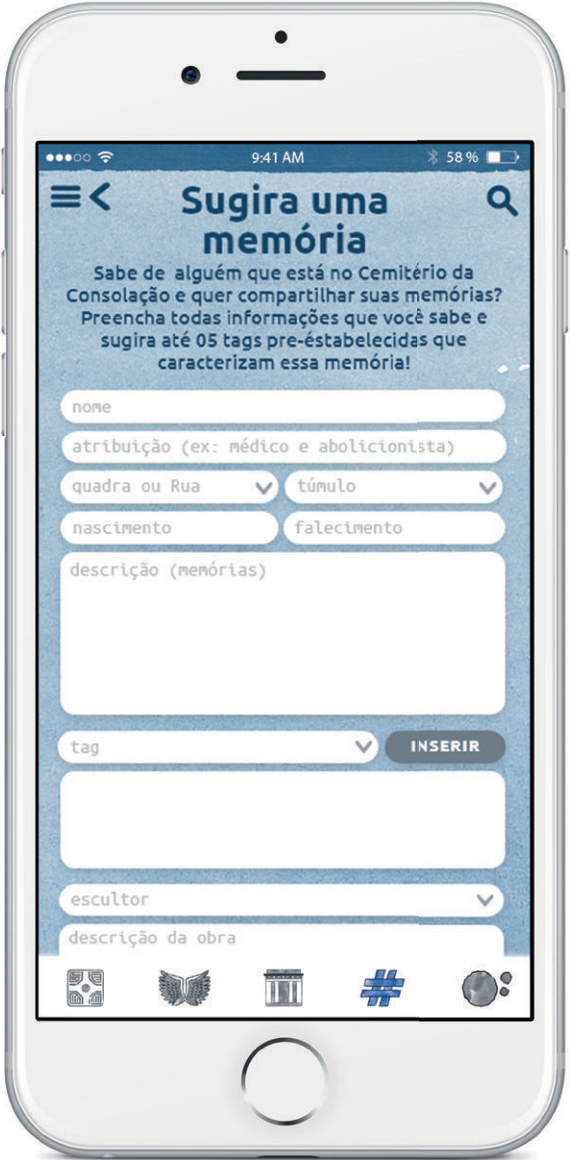 9:41 AM
58 %
Sugira uma
memória
Sabe de alguém que está no Cemitério da
Consolação e quer compartilhar suas memórias?
Preencha todas informações que você sabe e
sugira até 05 tags pre-éstabelecidas que
caracterizam essa memória!
nome
atribuição (ex: médico e abolicionista)
quadra ou Rua
túmulo
nascimento
falecimento
descrição (memórias)
tag
INSERIR
escultor
descrição da obra
#